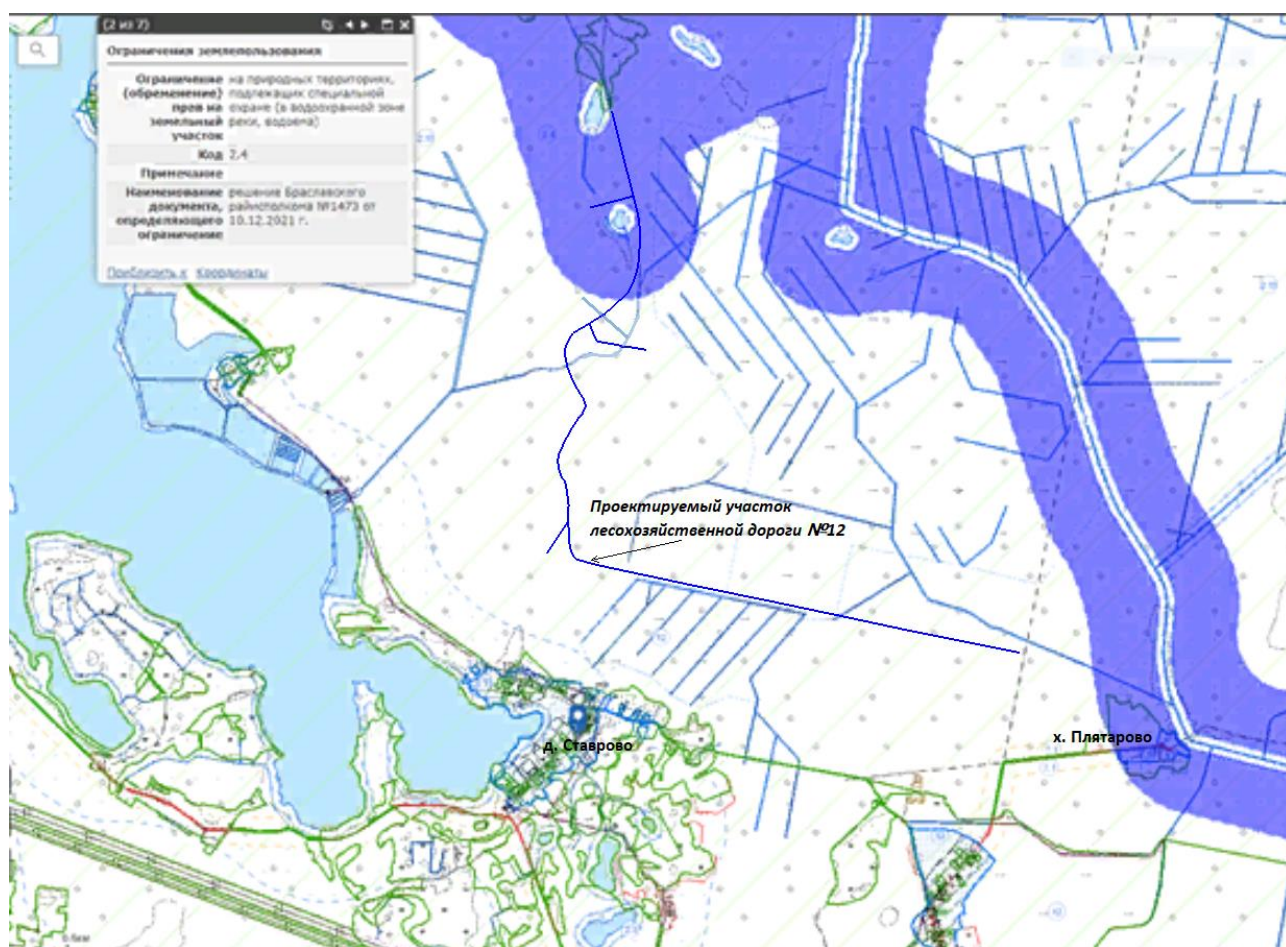 (2 из 7)
Ограничения землепользования
Ограничение (обременение) прав на земельный участок
на природных территориях, подлежащих специальной охране (в водоохранной зоне реки, водоема)
Код 2.4
Примечание
Наименование документа, определяющего ограничение
решение Браславского райисполкома №1473 от 10.12.2021 г.
Приблизить к Координаты
Проектируемый участок
лесохозяйственной дороги №12
д. Ставрово
х. Плятарово
0.6км